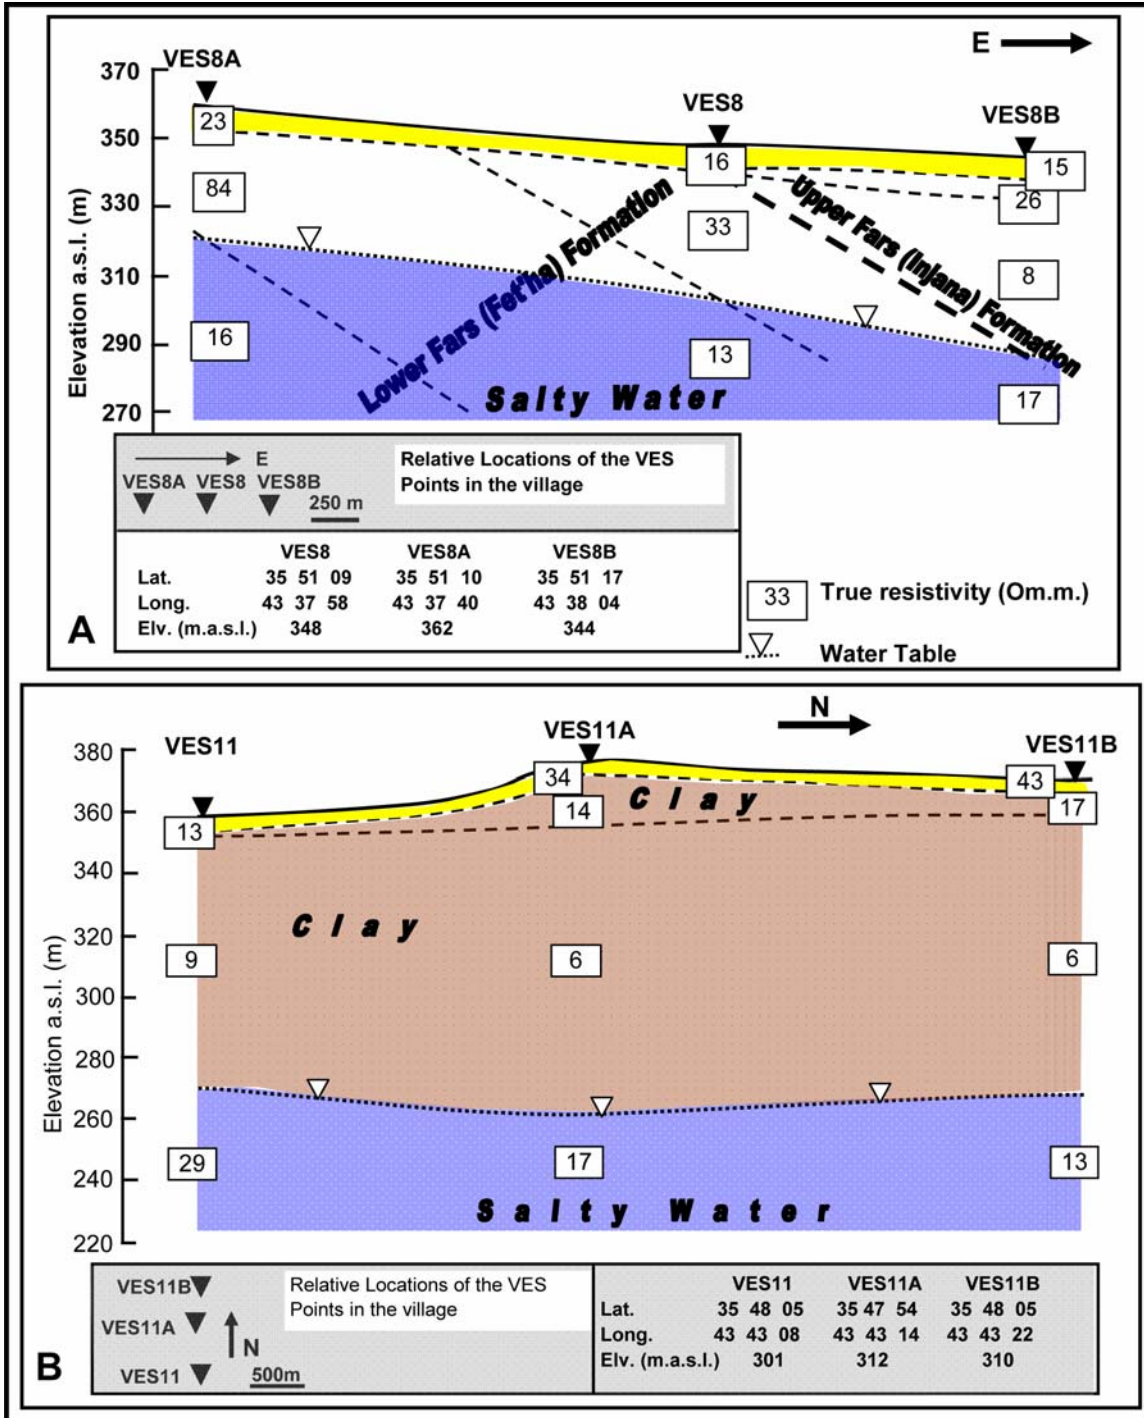 E
VES8A
VES8
VES8B
370
350
330
310
290
270
Elevation a.s.l. (m)
23
16
15
84
26
33
8
16
13
17
Lower Fars (Fet'ha) Formation
Upper Fars (Injana) Formation
Salty Water
E
VES8A VES8 VES8B
250 m
Relative Locations of the VES
Points in the village
VES8 VES8A VES8B
Lat. 35 51 09 35 51 10 35 51 17
Long. 43 37 58 43 37 40 43 38 04
Elv. (m.a.s.l.) 348 362 344
A
33 True resistivity (Om.m.)
Water Table
N
VES11
VES11A
VES11B
380
360
340
320
300
280
260
240
220
Elevation a.s.l. (m)
34
43
13
14
17
Clay
Clay
9
6
6
29
17
13
Salty Water
VES11B
VES11A
N
VES11
500m
Relative Locations of the VES
Points in the village
VES11 VES11A VES11B
Lat. 35 48 05 35 47 54 35 48 05
Long. 43 43 08 43 43 14 43 43 22
Elv. (m.a.s.l.) 301 312 310
B